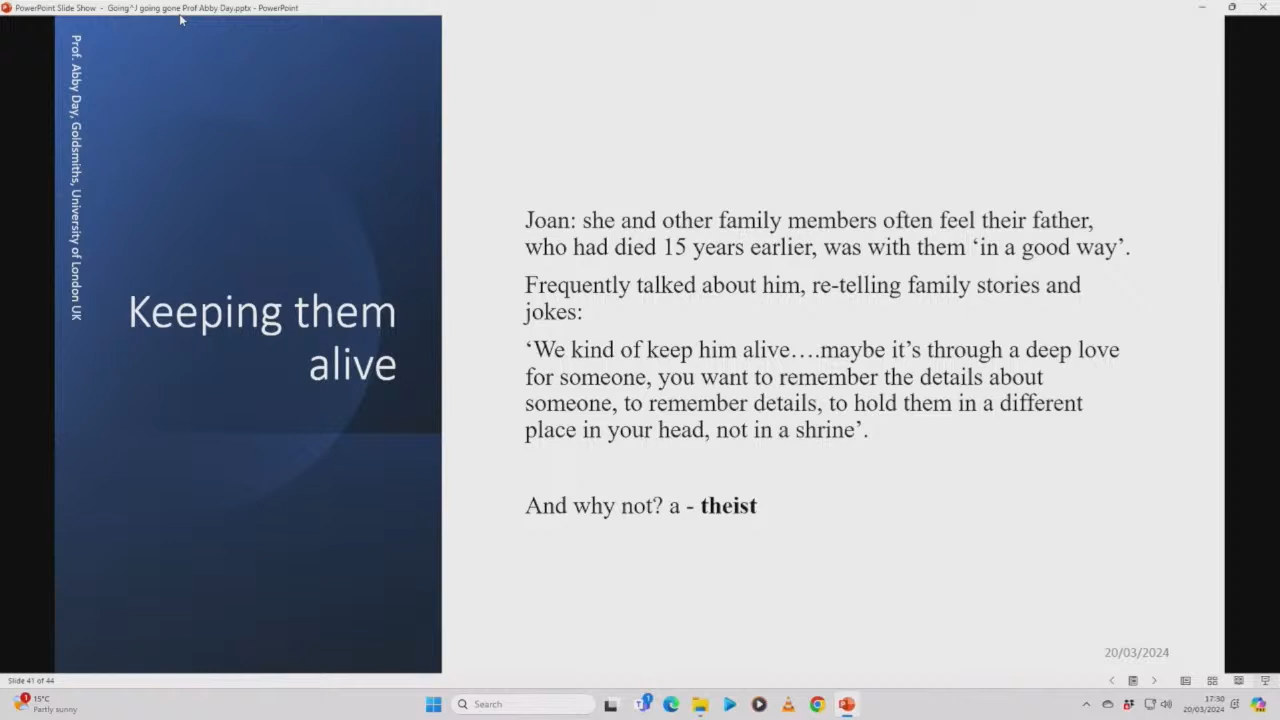 PowerPoint Slide Show - Going^J going gone Prof Abby Day.pptx - PowerPoint
Prof. Abby Day, Goldsmiths, University of London UK
Keeping them
alive
Joan: she and other family members often feel their father,
who had died 15 years earlier, was with them ‘in a good way’.
Frequently talked about him, re-telling family stories and
jokes:
‘We kind of keep him alive….maybe it’s through a deep love
for someone, you want to remember the details about
someone, to remember details, to hold them in a different
place in your head, not in a shrine’.
And why not? a - theist
20/03/2024
Slide 41 of 44
1
15°C
Partly sunny
Search
1
17:30
20/03/2024